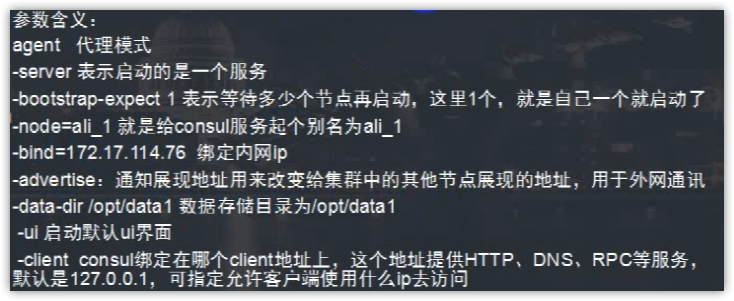 参数含义：
agent   代理模式
-server 表示启动的是一个服务
-bootstrap-expect 1 表示等待多少个节点再启动，这里1个，就是自己一个就启动了
-node=ali_1 就是给consul服务起个别名为ali_1
-bind=172.17.114.76  绑定内网ip
-advertise：通知展现地址用来改变给集群中的其他节点展现的地址，用于外网通讯
-data-dir /opt/data1 数据存储目录为/opt/data1
-ui 启动默认ui界面
-client  consul绑定在哪个client地址上，这个地址提供HTTP、DNS、RPC等服务，
默认是127.0.0.1，可指定允许客户端使用什么ip去访问